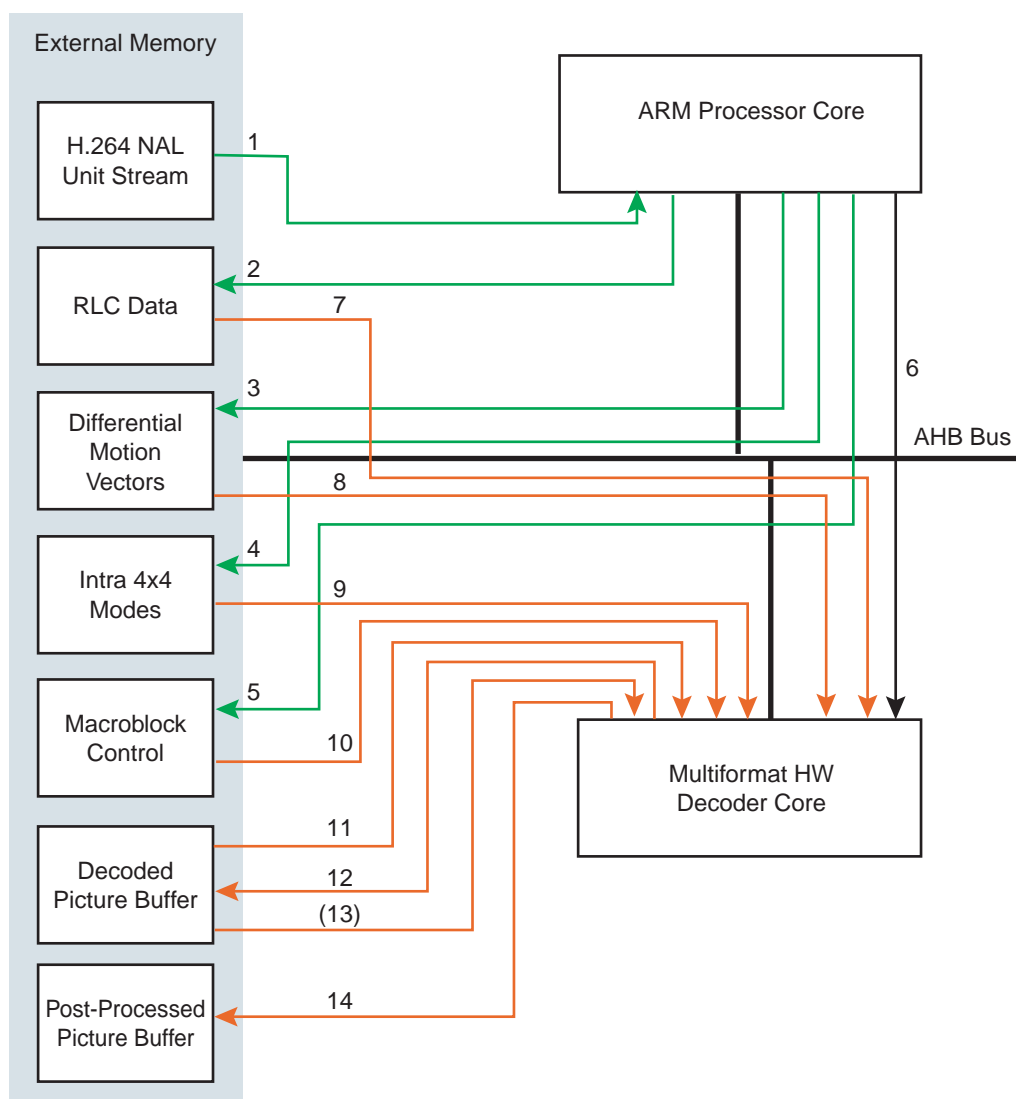 External Memory
ARM Processor Core
H.264 NAL
Unit Stream
1
RLC Data
2
7
6
Differential
Motion
Vectors
3
8
AHB Bus
Intra 4x4
Modes
4
9
Macroblock
Control
5
10
Multiformat HW
Decoder Core
Decoded
Picture Buffer
11
12
(13)
Post-Processed
Picture Buffer
14